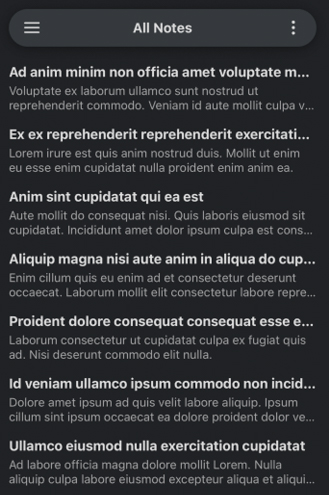 All Notes
Ad anim minim non officia amet voluptate m...
Voluptate ex laborum ullamco sunt nostrud ut
reprehenderit commodo. Veniam id aute mollit culpa v...
Ex ex reprehenderit reprehenderit exercitati...
Lorem irure est quis anim nostrud duis. Mollit ut enim
eu esse enim cupidatat nulla proident enim anim ea.
Anim sint cupidatat qui ea est
Aute mollit do consequat nisi. Quis laboris eiusmod sit
cupidatat. Incididunt amet dolor ipsum culpa est cons...
Aliquip magna nisi aute anim in aliqua do cup...
Enim cillum quis eu enim ad et consectetur deserunt
occaecat. Laborum mollit elit consectetur labore repre...
Proident dolore consequat consequat esse e...
Laborum consectetur ut cupidatat culpa ex fugiat quis
ad. Nisi deserunt commodo elit nulla.
Id veniam ullamco ipsum commodo non incid...
Dolore amet ipsum ad quis velit labore aliquip. Ipsum
cillum sint ipsum occaecat ea dolore proident dolor ve...
Ullamco eiusmod nulla exercitation cupidatat
Ad labore officia magna dolore mollit Lorem. Nulla
aliquip culpa labore eiusmod excepteur aliqua et aliqui...